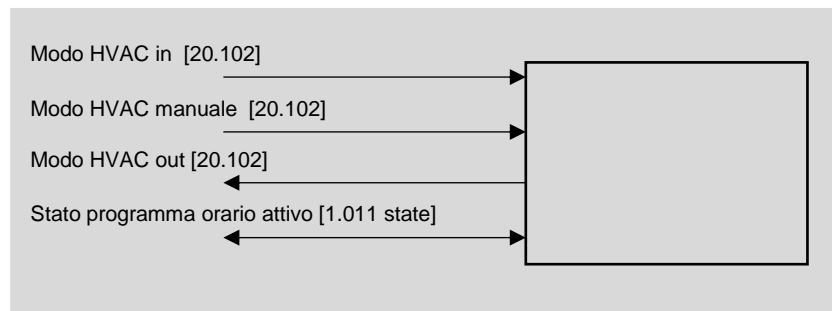 Modo HVAC in [20.102]
Modo HVAC manuale [20.102]
Modo HVAC out [20.102]
Stato programma orario attivo [1.011 state]